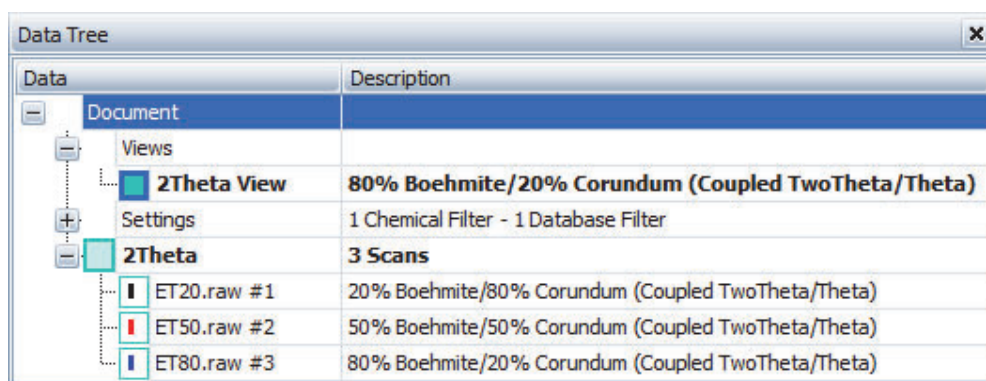 Data Tree
Data Description
Document
Views
2Theta View 80% Boehmite/20% Corundum (Coupled TwoTheta/Theta)
Settings 1 Chemical Filter - 1 Database Filter
2Theta 3 Scans
ET20.raw #1 20% Boehmite/80% Corundum (Coupled TwoTheta/Theta)
ET50.raw #2 50% Boehmite/50% Corundum (Coupled TwoTheta/Theta)
ET80.raw #3 80% Boehmite/20% Corundum (Coupled TwoTheta/Theta)